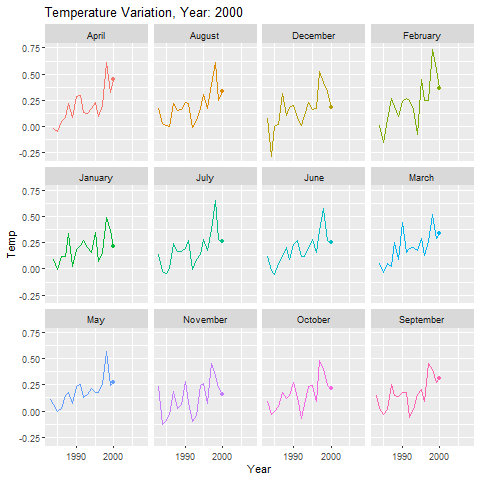 Temperature Variation, Year: 2000
April August December February
0.75
0.50
0.25
0.00
-0.25
January July June March
0.75
0.50
0.25
0.00
-0.25
Temp
May November October September
0.75
0.50
0.25
0.00
-0.25
1990 2000 1990 2000 1990 2000 1990 2000
Year